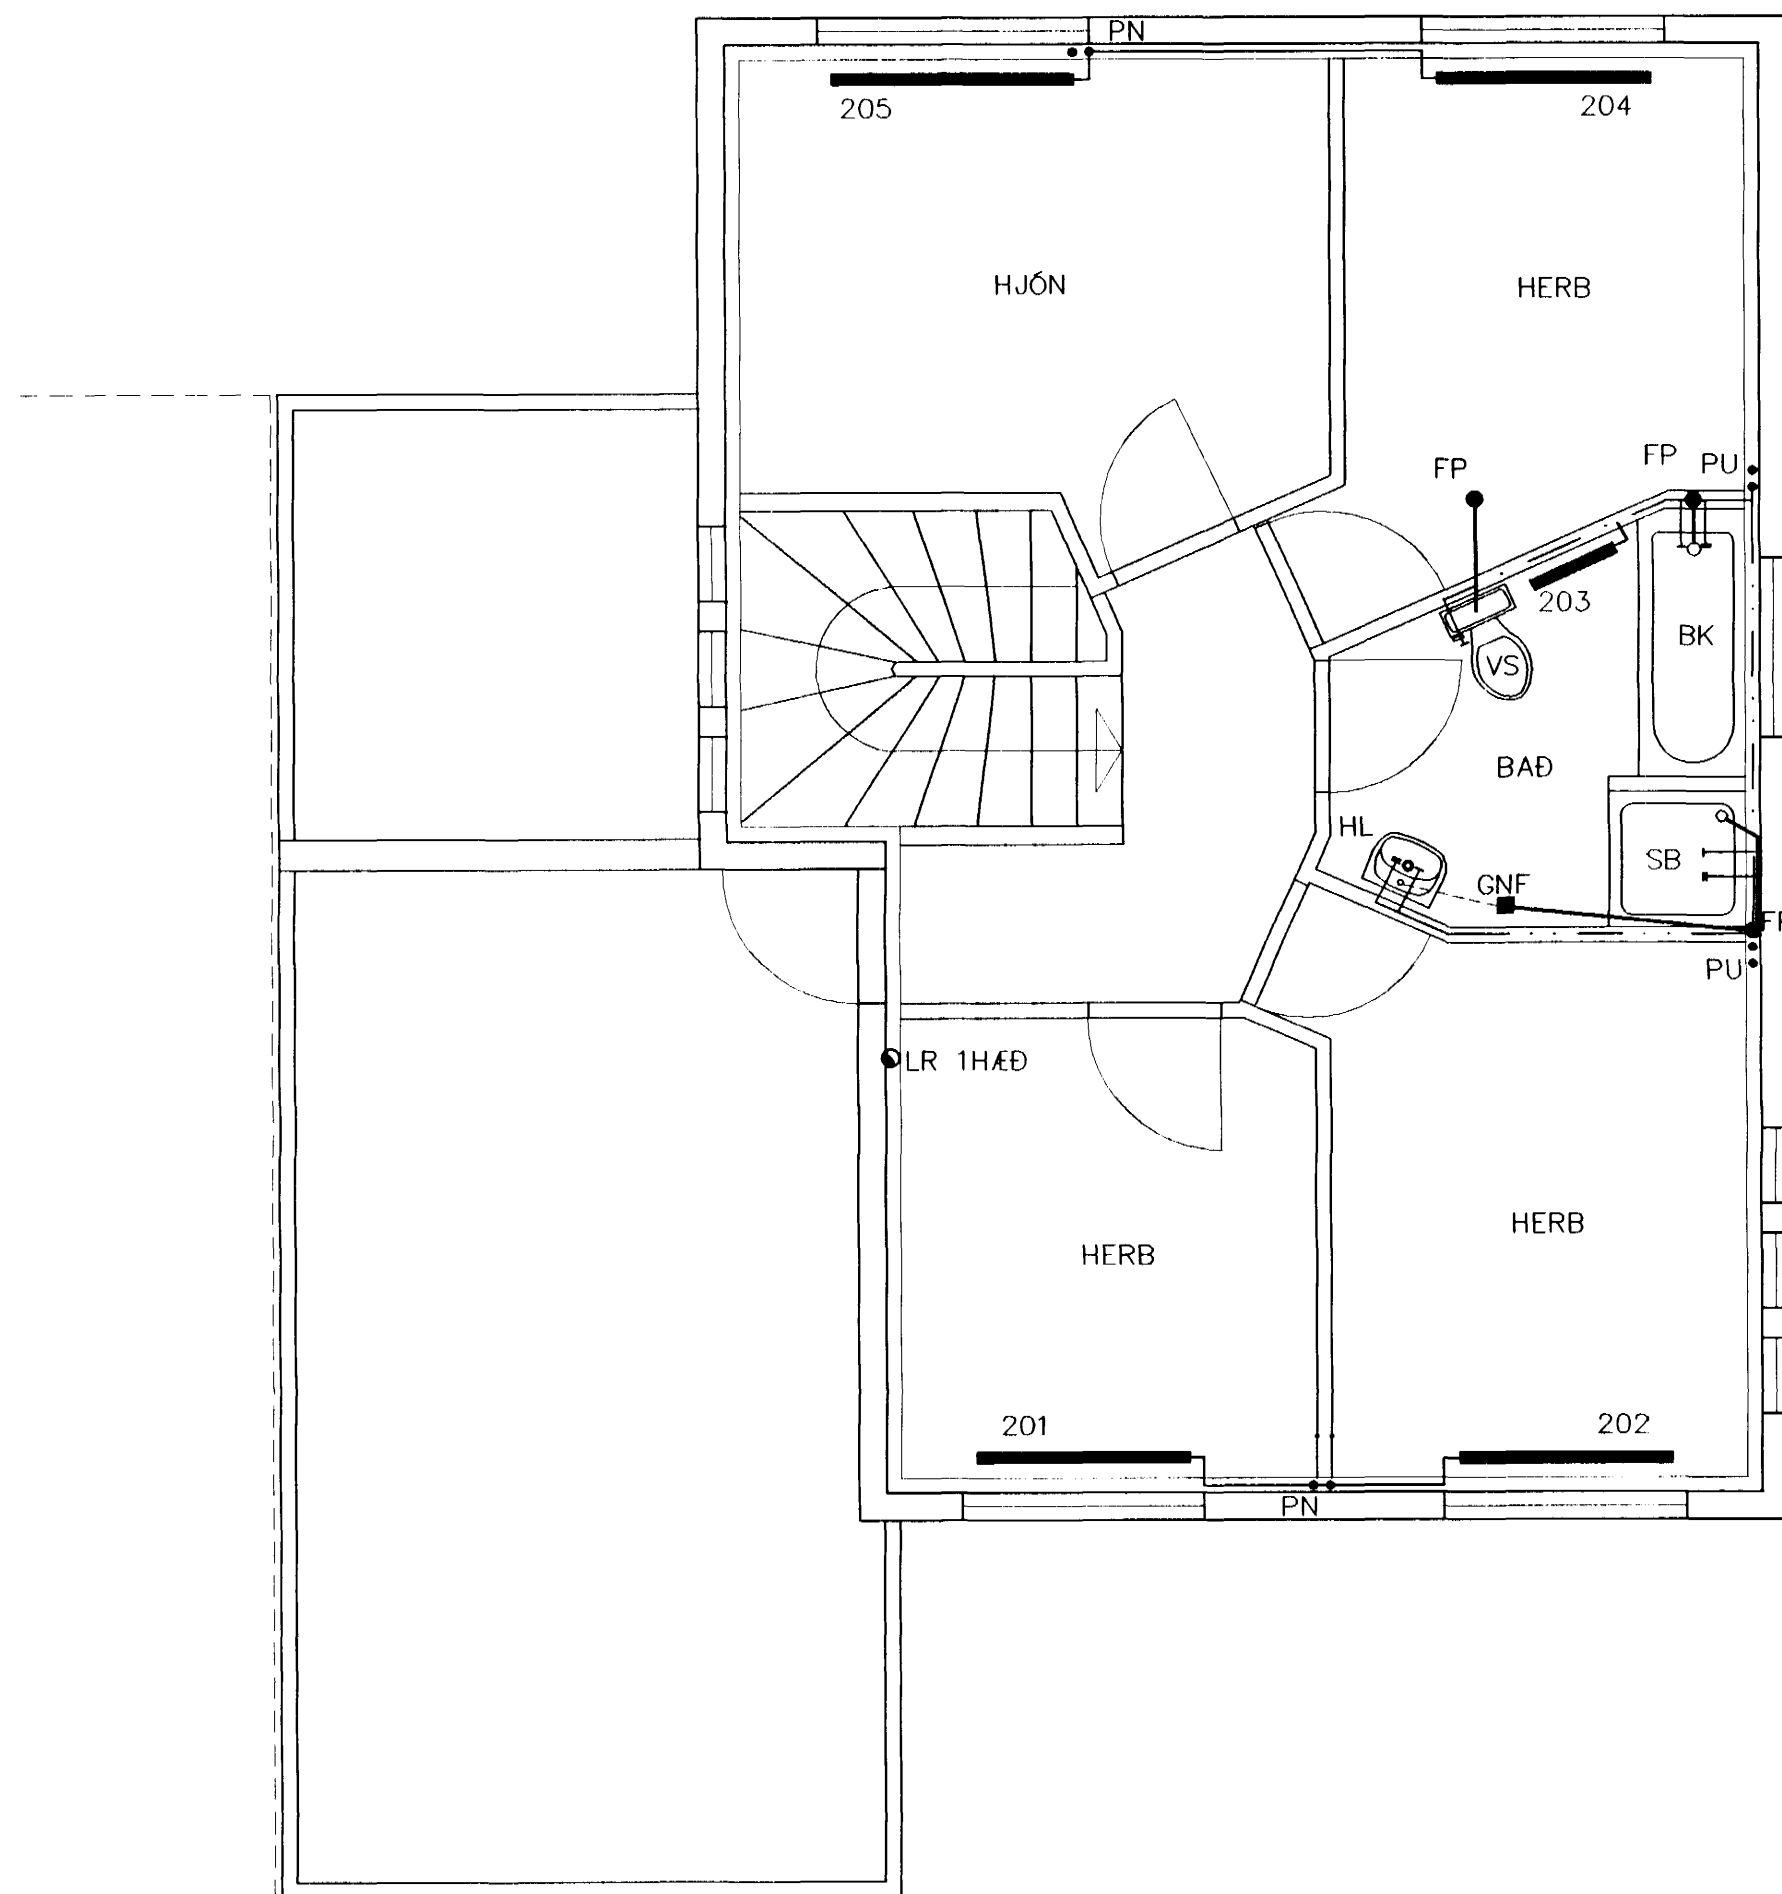 PN
205
204
HJÓN
HERB
FP
FP
PU
203
BK
VS
BAÐ
HL
SB
GNF
PU
LR 1HÆÐ
HERB
HERB
201
202
PN